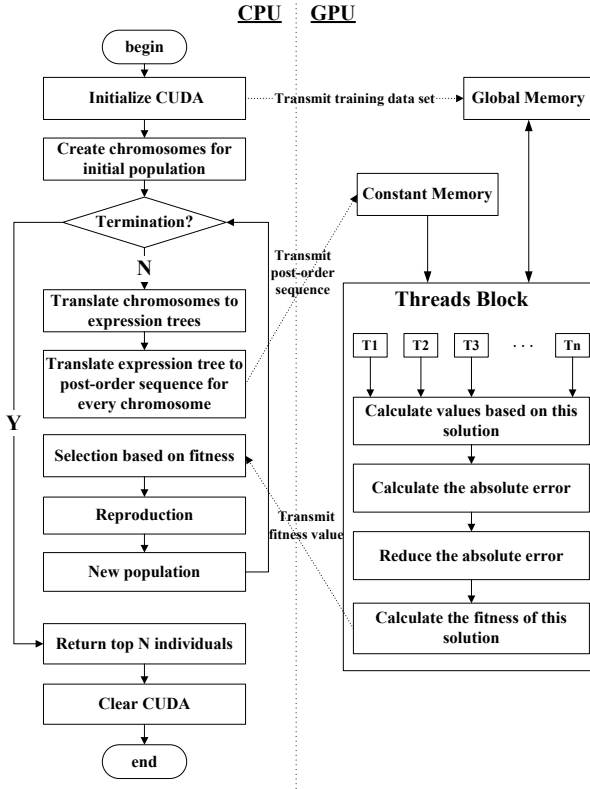 CPU
GPU
begin
Initialize CUDA
Transmit training data set
Global Memory
Create chromosomes for
initial population
Constant Memory
Termination?
N
Transmit
post-order
sequence
Translate chromosomes to
expression trees
Translate expression tree to
post-order sequence for
every chromosome
Threads Block
T1
T2
T3
. . .
Tn
Calculate values based on this
solution
Y
Selection based on fitness
Calculate the absolute error
Reproduction
Transmit
fitness value
Reduce the absolute error
New population
Calculate the fitness of this
solution
Return top N individuals
Clear CUDA
end